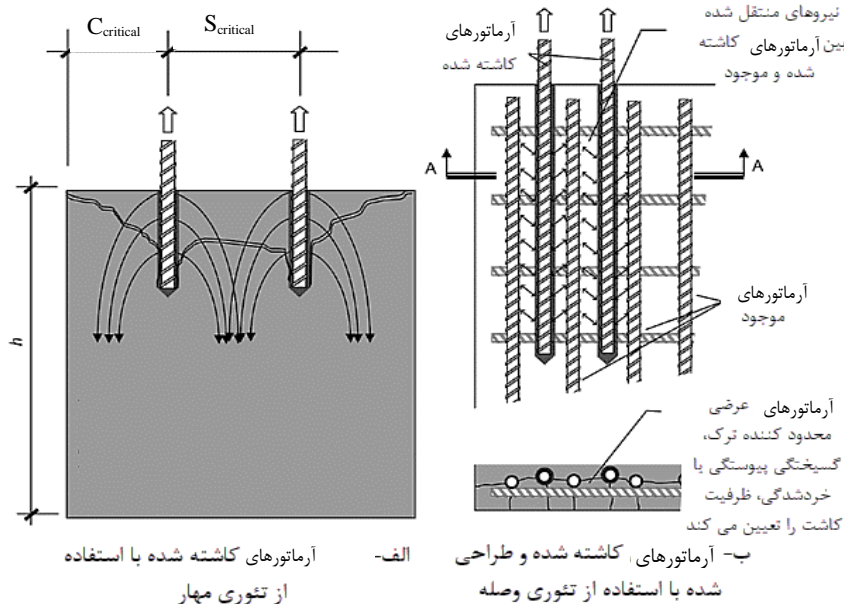 C critical
S critical
h
الف- آرماتورهای کاشته شده با استفاده
از تئوری مهار
نیروهای منتقل شده
بین آرماتورهای کاشته
شده و موجود
آرماتورهای
کاشته شده
A
A
آرماتورهای
موجود
آرماتورهای عرضی
محدود کننده ترک،
گسیختگی پیوستگی یا
خردشدگی، ظرفیت
کاشت را تعیین می کند
ب- آرماتورهای کاشته شده و طراحی
شده با استفاده از تئوری وصله